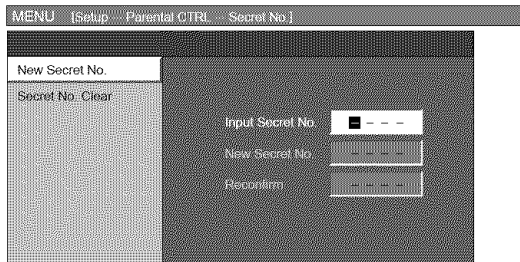 MENU [Setup ··· Parental CTRL ··· Secret No.]
New Secret No.
Secret No. Clear
Input Secret No. – – – –
New Secret No. – – – –
Reconfirm – – – –